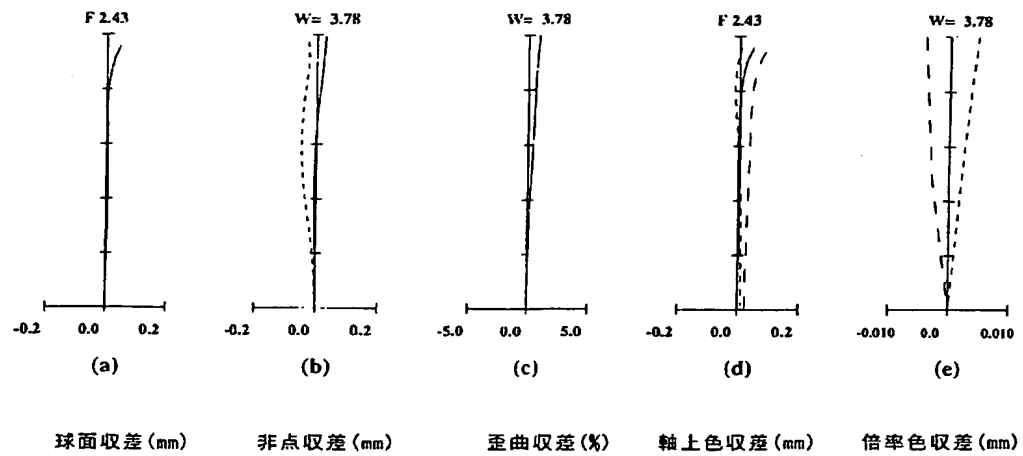 F 2.43 W= 3.78 W= 3.78 F 2.43 W= 3.78
-0.2 0.0 0.2 -0.2 0.0 0.2 -5.0 0.0 5.0 -0.2 0.0 0.2 -0.010 0.0 0.010
(a) (b) (c) (d) (e)
球面収差(mm) 非点収差(mm) 歪曲収差(%) 軸上色収差(mm) 倍率色収差(mm)